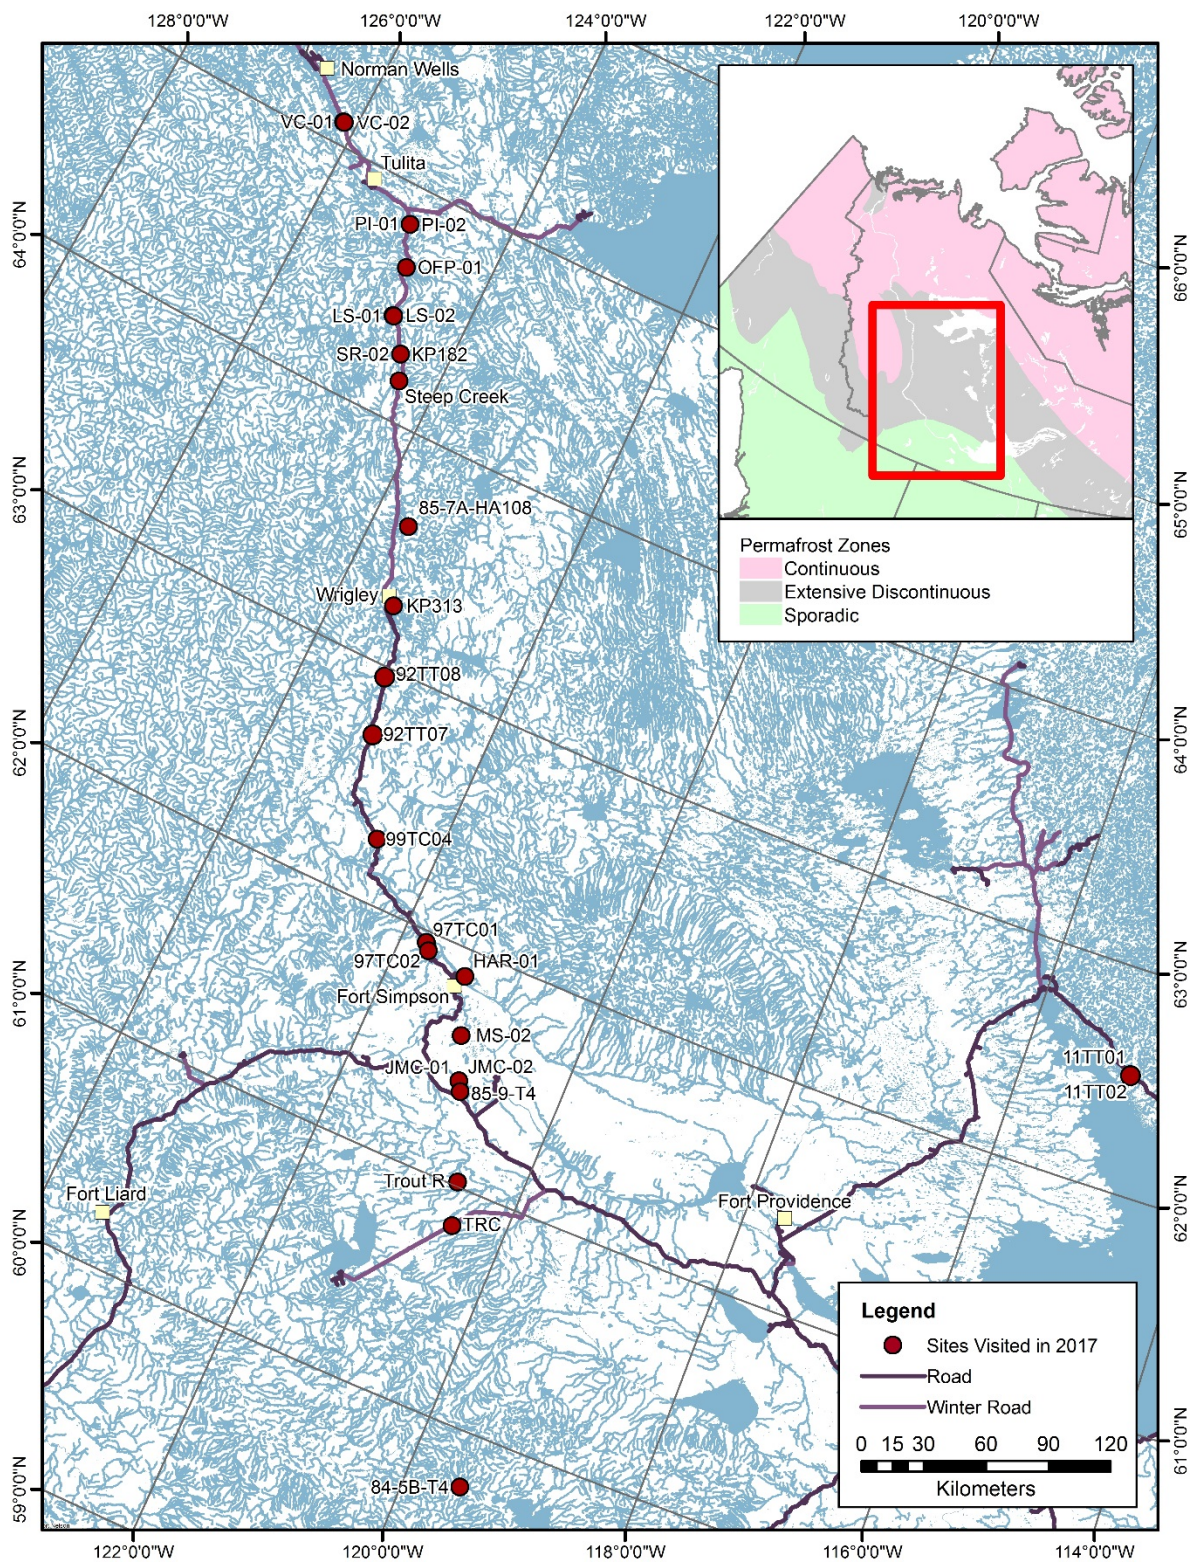 128°0'0"W
126°0'0"W
124°0'0"W
122°0'0"W
120°0'0"W
Norman Wells
VC-01
VC-02
Tulita
PI-01
PI-02
OFP-01
LS-01
LS-02
SR-02
KP182
Steep Creek
85-7A-HA108
Wrigley
KP313
92TT08
92TT07
99TC04
97TC01
97TC02
HAR-01
Fort Simpson
MS-02
JMC-01
JMC-02
85-9-T4
Trout R
TRC
Fort Liard
Fort Providence
11TT01
11TT02
84-5B-T4
Permafrost Zones
Continuous
Extensive Discontinuous
Sporadic
Legend
Sites Visited in 2017
Road
Winter Road
0 15 30 60 90 120
Kilometers
64°0'0"N
63°0'0"N
62°0'0"N
61°0'0"N
60°0'0"N
59°0'0"N
66°0'0"N
65°0'0"N
64°0'0"N
63°0'0"N
62°0'0"N
61°0'0"N
122°0'0"W
120°0'0"W
118°0'0"W
116°0'0"W
114°0'0"W